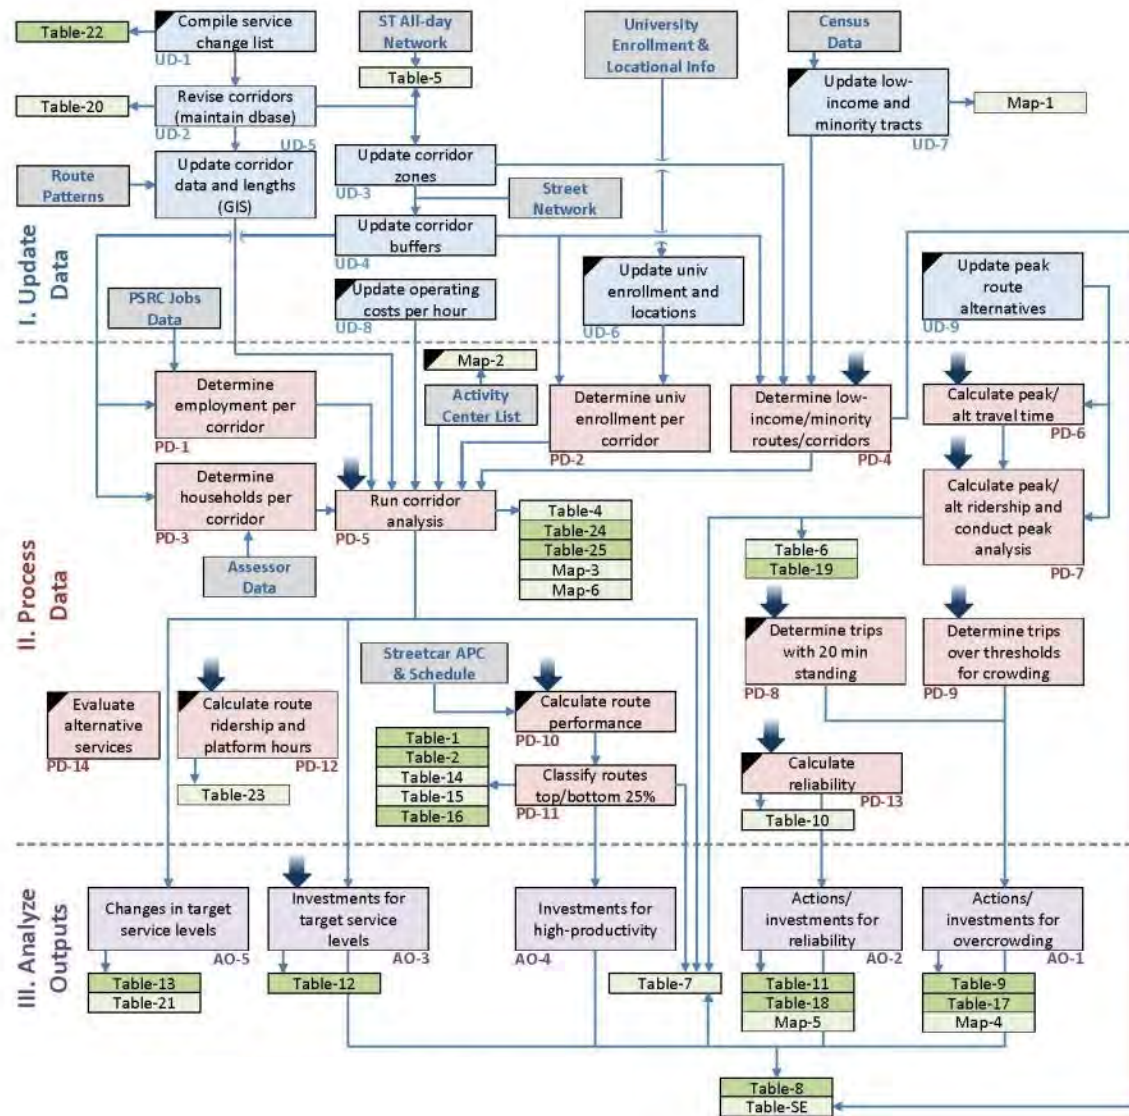 Table-22
Compile service
change list
UD-1
ST All-day
Network
Table-5
University
Enrollment &
Locational Info
Census
Data
Update low-
income and
minority tracts
UD-7
Map-1
Table-20
Revise corridors
(maintain dbase)
UD-2
UD-5
Route
Patterns
Update corridor
data and lengths
(GIS)
Update corridor
zones
UD-3
Street
Network
Update corridor
buffers
UD-4
I. Update
Data
PSRC Jobs
Data
Update operating
costs per hour
UD-8
Update univ
enrollment and
locations
UD-6
Update peak
route
alternatives
UD-9
Map-2
Activity
Center List
Determine
employment per
corridor
PD-1
Determine univ
enrollment per
corridor
PD-2
Determine low-
income/minority
routes/corridors
PD-4
Calculate peak/
alt travel time
PD-6
Determine
households per
corridor
PD-3
Run corridor
analysis
PD-5
Table-4
Table-24
Table-25
Map-3
Map-6
Calculate peak/
alt ridership and
conduct peak
analysis
PD-7
Table-6
Table-19
Assessor
Data
II. Process
Data
Streetcar APC
& Schedule
Determine trips
with 20 min
standing
PD-8
Determine trips
over thresholds
for crowding
PD-9
Evaluate
alternative
services
PD-14
Calculate route
ridership and
platform hours
PD-12
Table-23
Calculate route
performance
PD-10
Table-1
Table-2
Table-14
Table-15
Table-16
Classify routes
top/bottom 25%
PD-11
Calculate
reliability
PD-13
Table-10
III. Analyze
Outputs
Changes in target
service levels
AO-5
Investments for
target service
levels
AO-3
Investments for
high-productivity
AO-4
Actions/
investments for
reliability
AO-2
Actions/
investments for
overcrowding
AO-1
Table-13
Table-21
Table-12
Table-7
Table-11
Table-18
Map-5
Table-9
Table-17
Map-4
Table-8
Table-SE